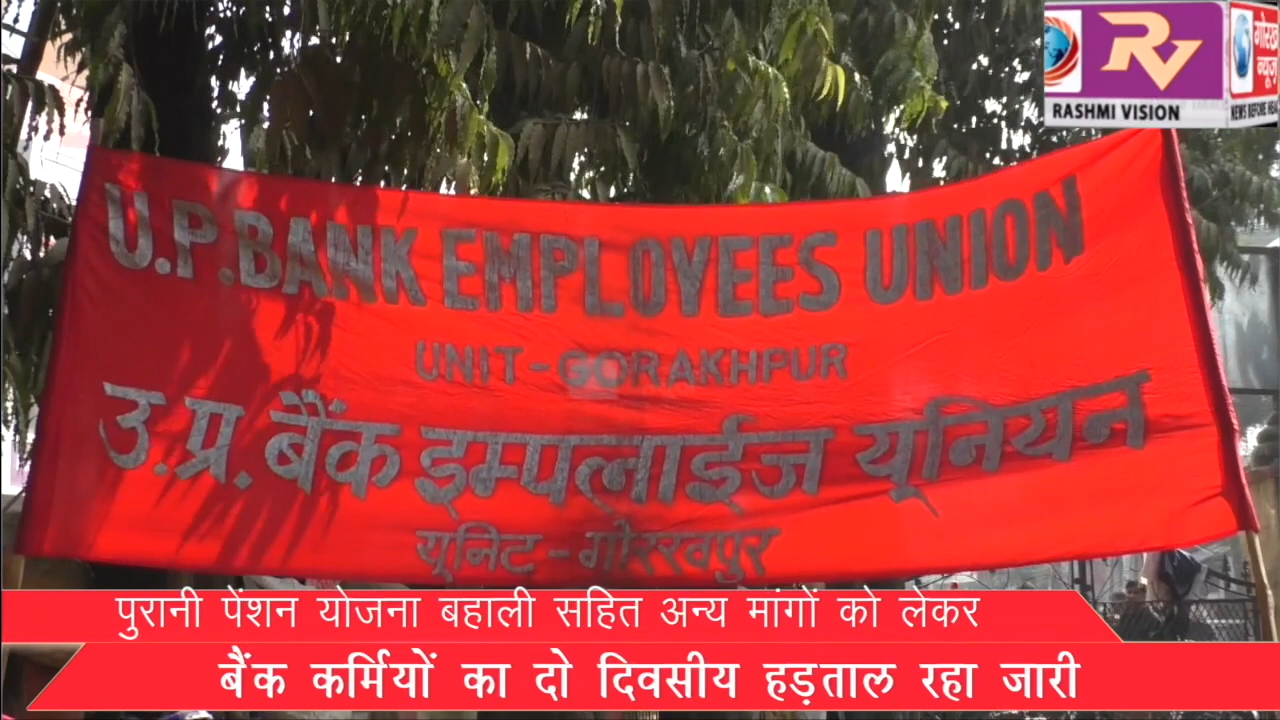 RV
गोरख
न्यूज़
RASHMI VISION
NEWS BEFORE
U.P.BANK EMPLOYEES UNION
UNIT-GORAKHPUR
उ.प्र.बैंक इम्पलाईज यूनियन
यूनिट-गोरखपुर
पुरानी पेंशन योजना बहाली सहित अन्य मांगों को लेकर
बैंक कर्मियों का दो दिवसीय हड़ताल रहा जारी